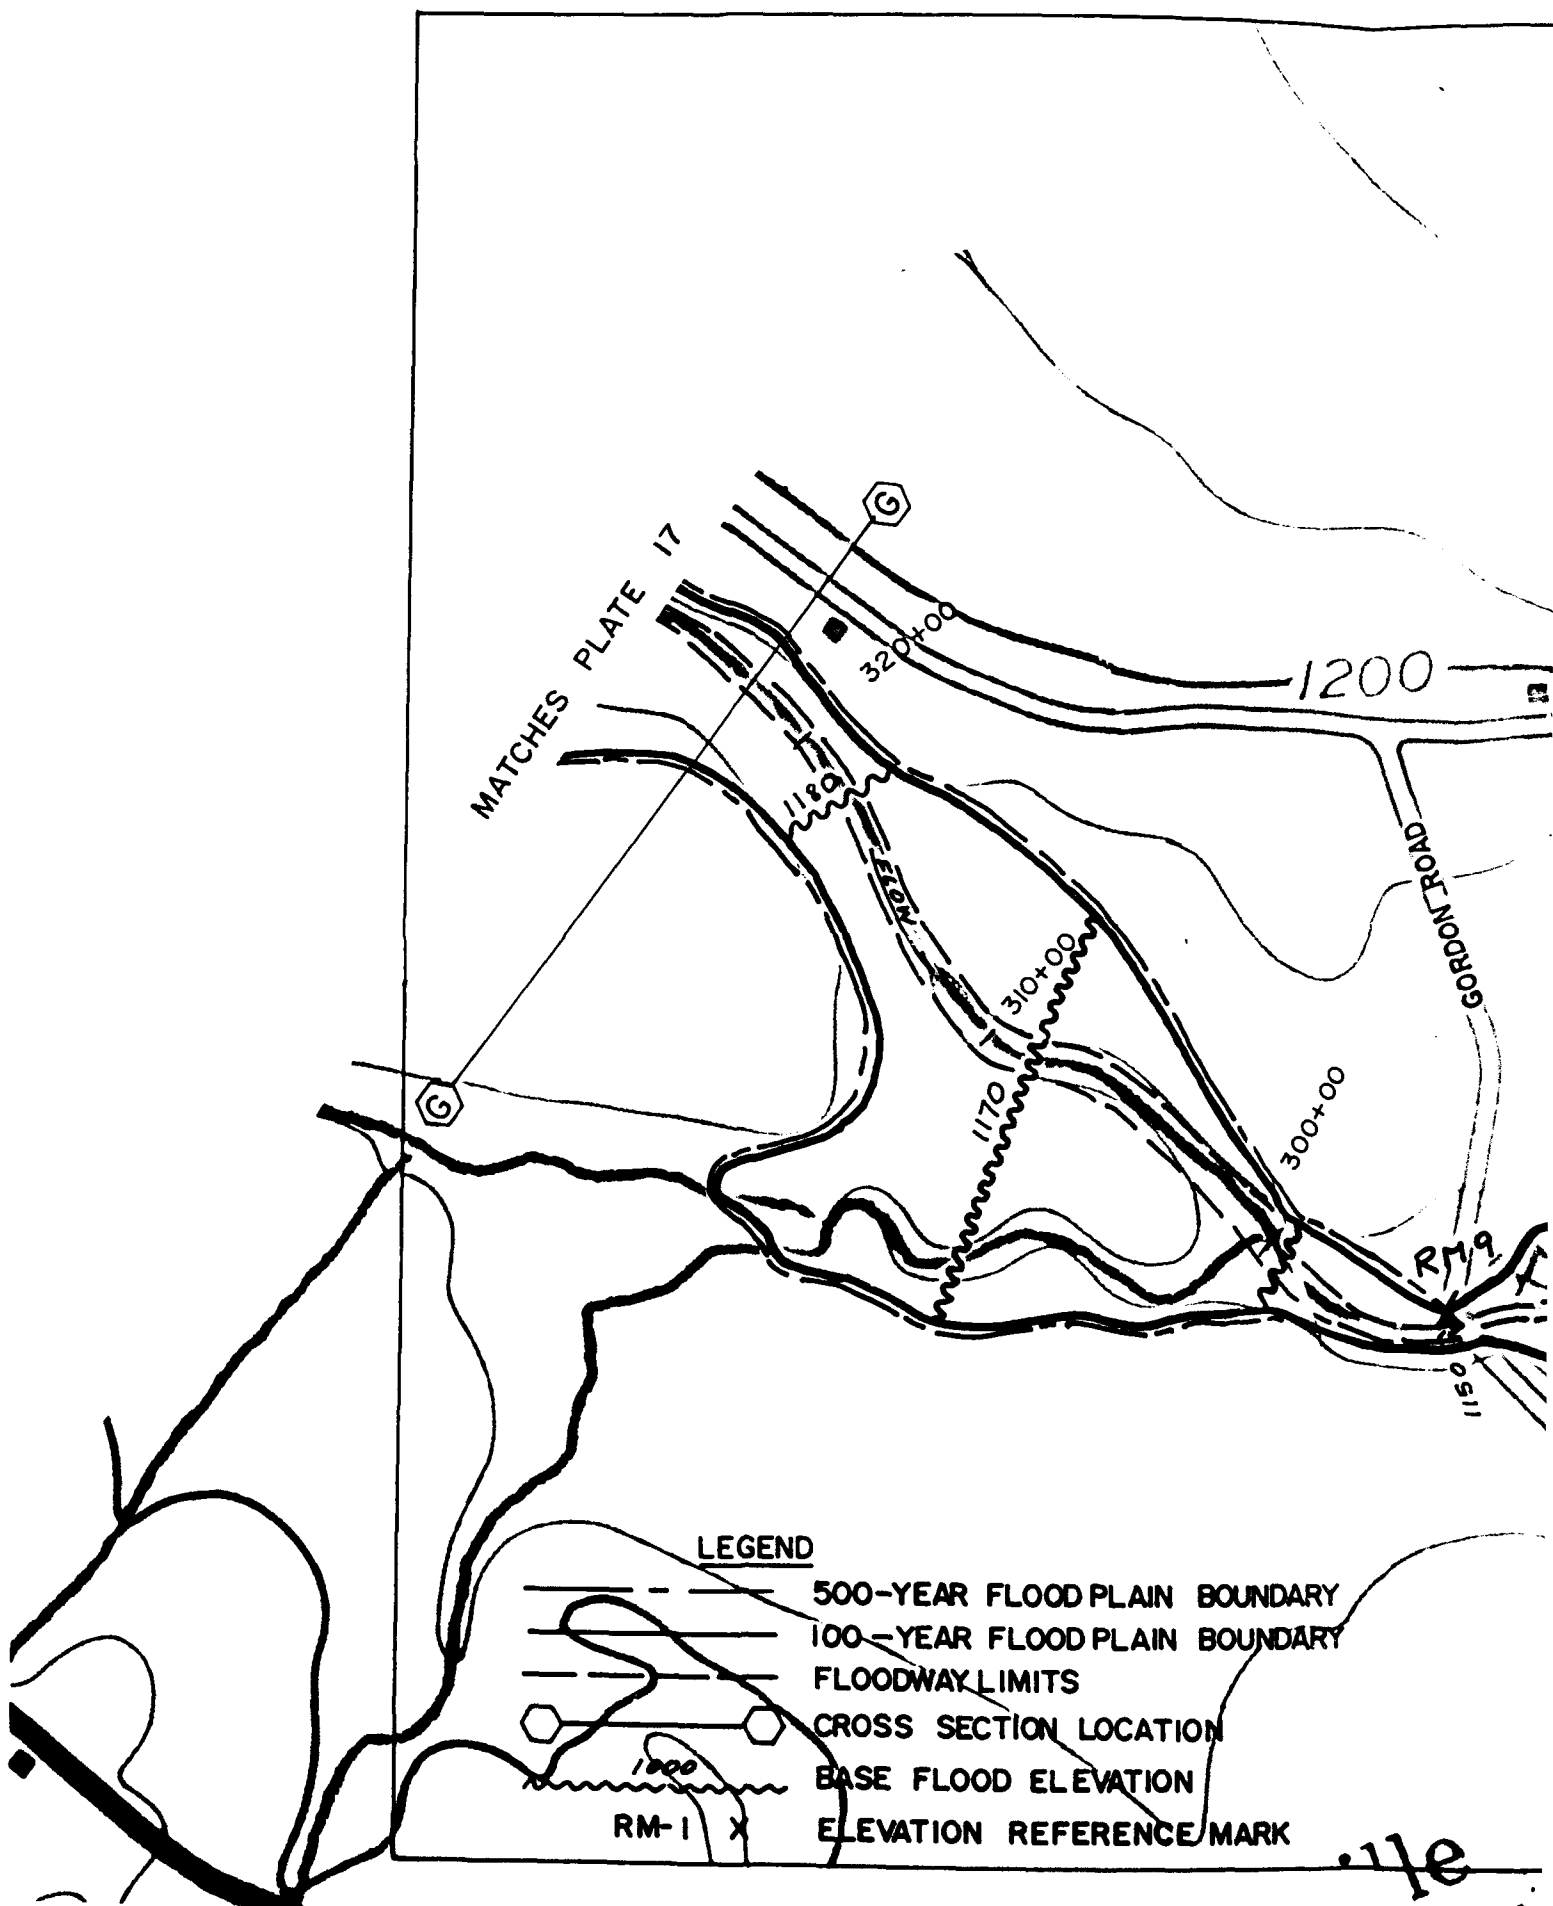 G
MATCHES PLATE 17
320+00
1200
1180
GORDON ROAD
ELON
310+00
1170
300+00
G
RM9
1150
LEGEND
500-YEAR FLOOD PLAIN BOUNDARY
100-YEAR FLOOD PLAIN BOUNDARY
FLOODWAY LIMITS
CROSS SECTION LOCATION
1000
BASE FLOOD ELEVATION
RM-1 X ELEVATION REFERENCE MARK